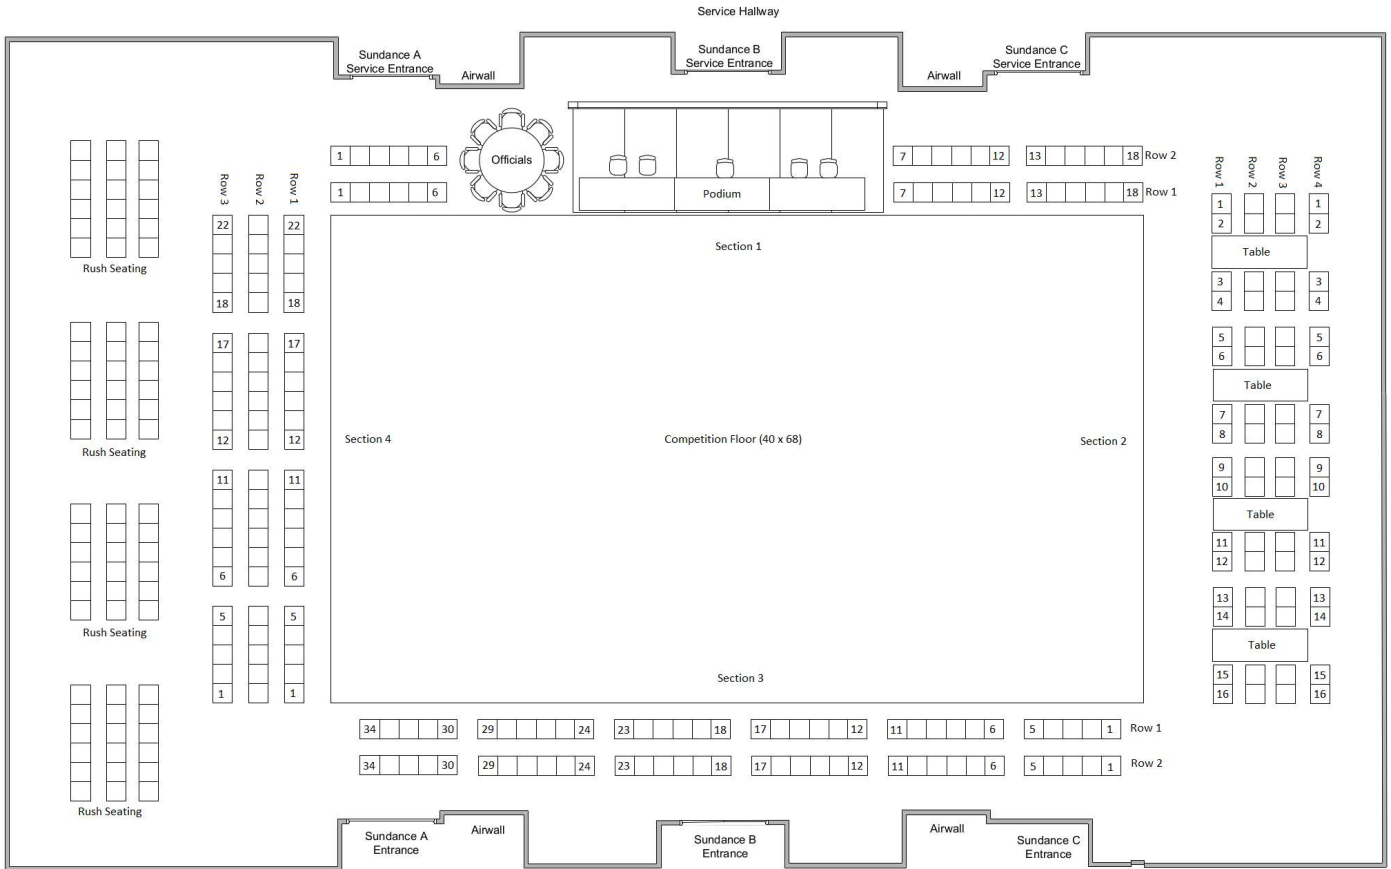 Service Hallway
Sundance A
Service Entrance
Airwall
Sundance B
Service Entrance
Airwall
Sundance C
Service Entrance
1 6
Officials
7 12
13 18
Row 2
1 6
Podium
7 12
13 18
Row 1
Row 3
Row 2
Row 1
22 22
18 18
17 17
12 12
11 11
6 6
5 5
1 1
Rush Seating
Rush Seating
Rush Seating
Rush Seating
Section 1
Section 4
Competition Floor (40 x 68)
Section 2
Section 3
Row 1
Row 2
Row 3
Row 4
1 1
2 2
Table
3 3
4 4
5 5
6 6
Table
7 7
8 8
9 9
10 10
Table
11 11
12 12
13 13
14 14
Table
15 15
16 16
34 30
29 24
23 18
17 12
11 6
5 1
Row 1
34 30
29 24
23 18
17 12
11 6
5 1
Row 2
Sundance A
Entrance
Airwall
Sundance B
Entrance
Airwall
Sundance C
Entrance